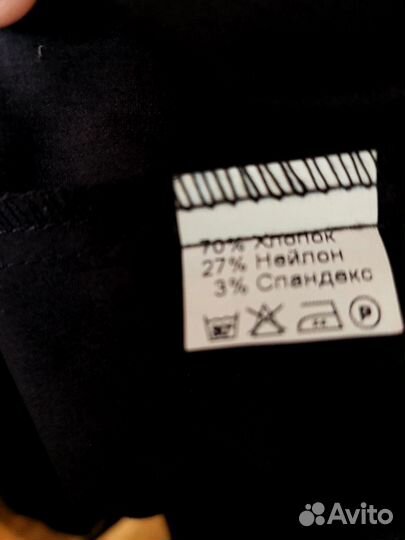 70% Хлопок
27% Нейлон
3% Спандекс
P
Avito